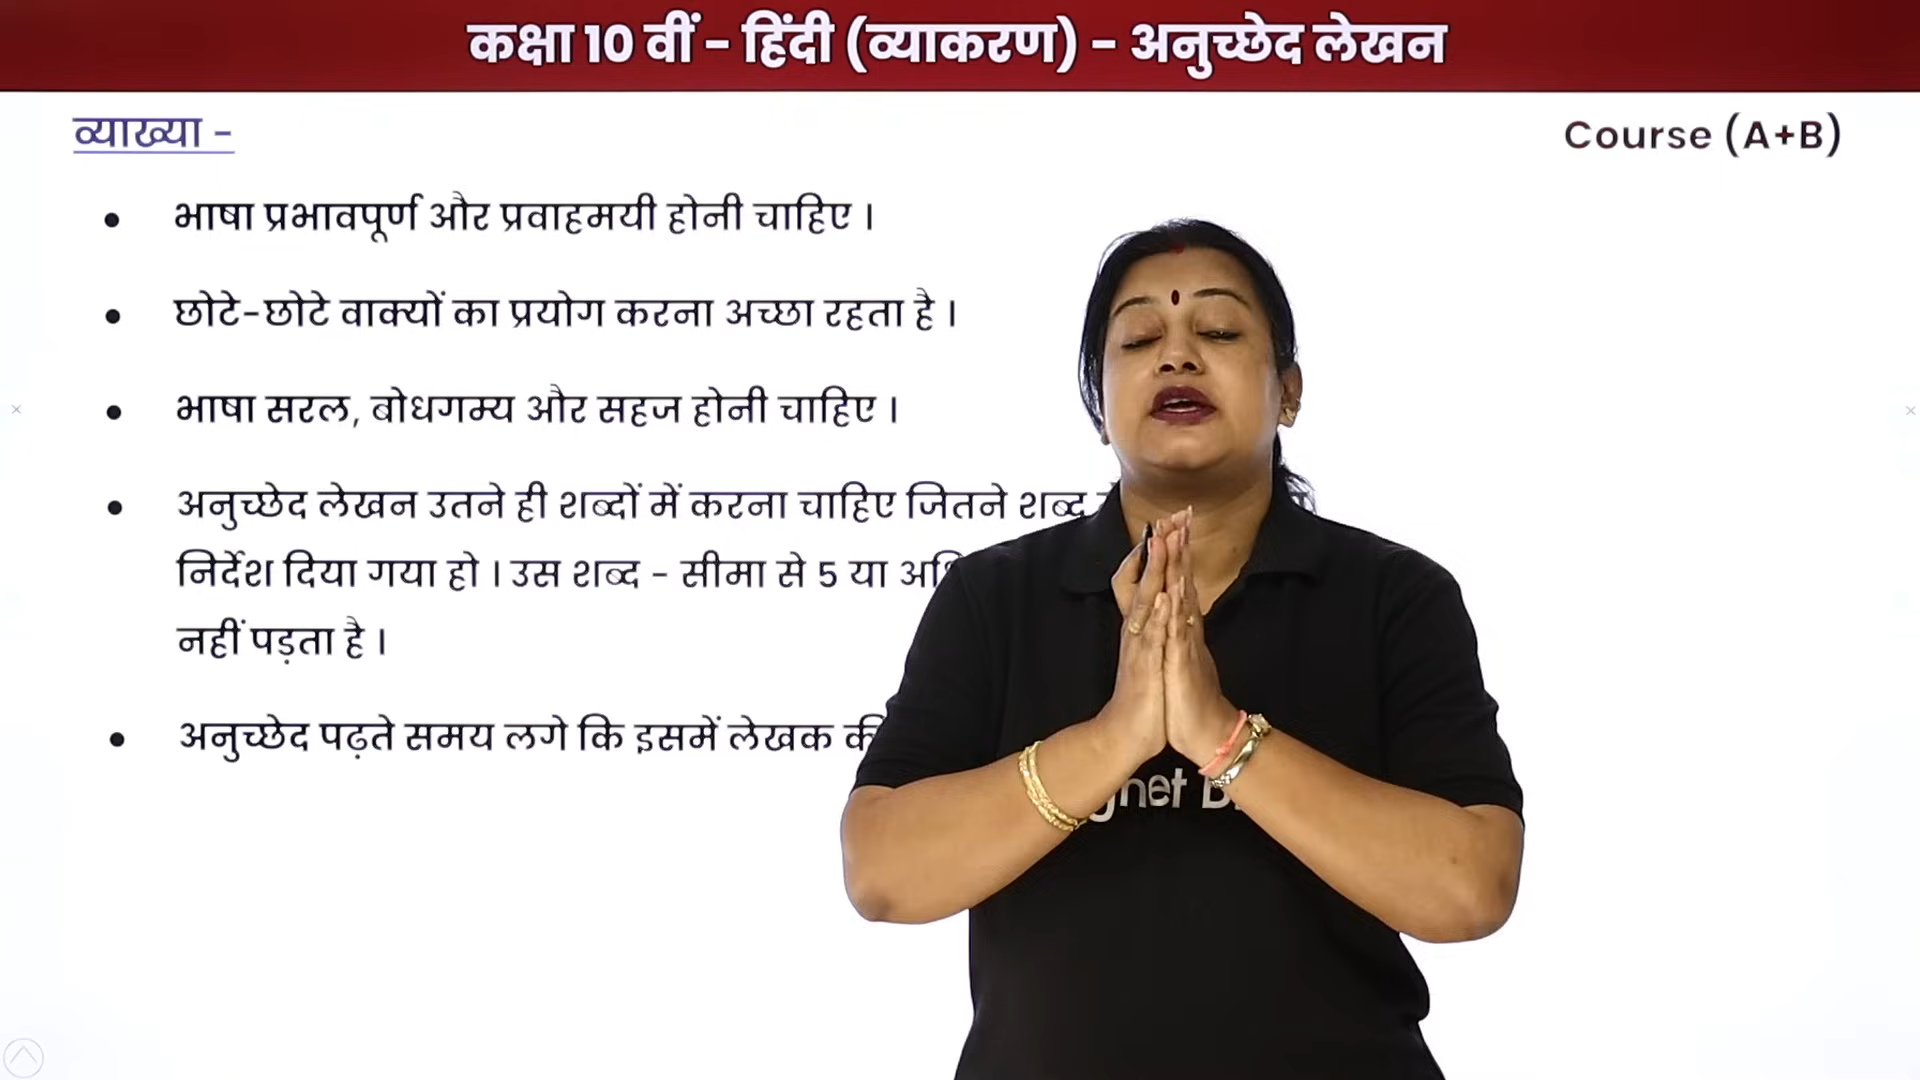 कक्षा 10 वीं - हिंदी (व्याकरण) - अनुच्छेद लेखन
व्याख्या -
Course (A+B)
• भाषा प्रभावपूर्ण और प्रवाहमयी होनी चाहिए ।
• छोटे-छोटे वाक्यों का प्रयोग करना अच्छा रहता है ।
• भाषा सरल, बोधगम्य और सहज होनी चाहिए ।
• अनुच्छेद लेखन उतने ही शब्दों में करना चाहिए जितने शब्द
निर्देश दिया गया हो । उस शब्द - सीमा से 5 या
नहीं पड़ता है ।
• अनुच्छेद पढ़ते समय लगे कि इसमें लेखक की